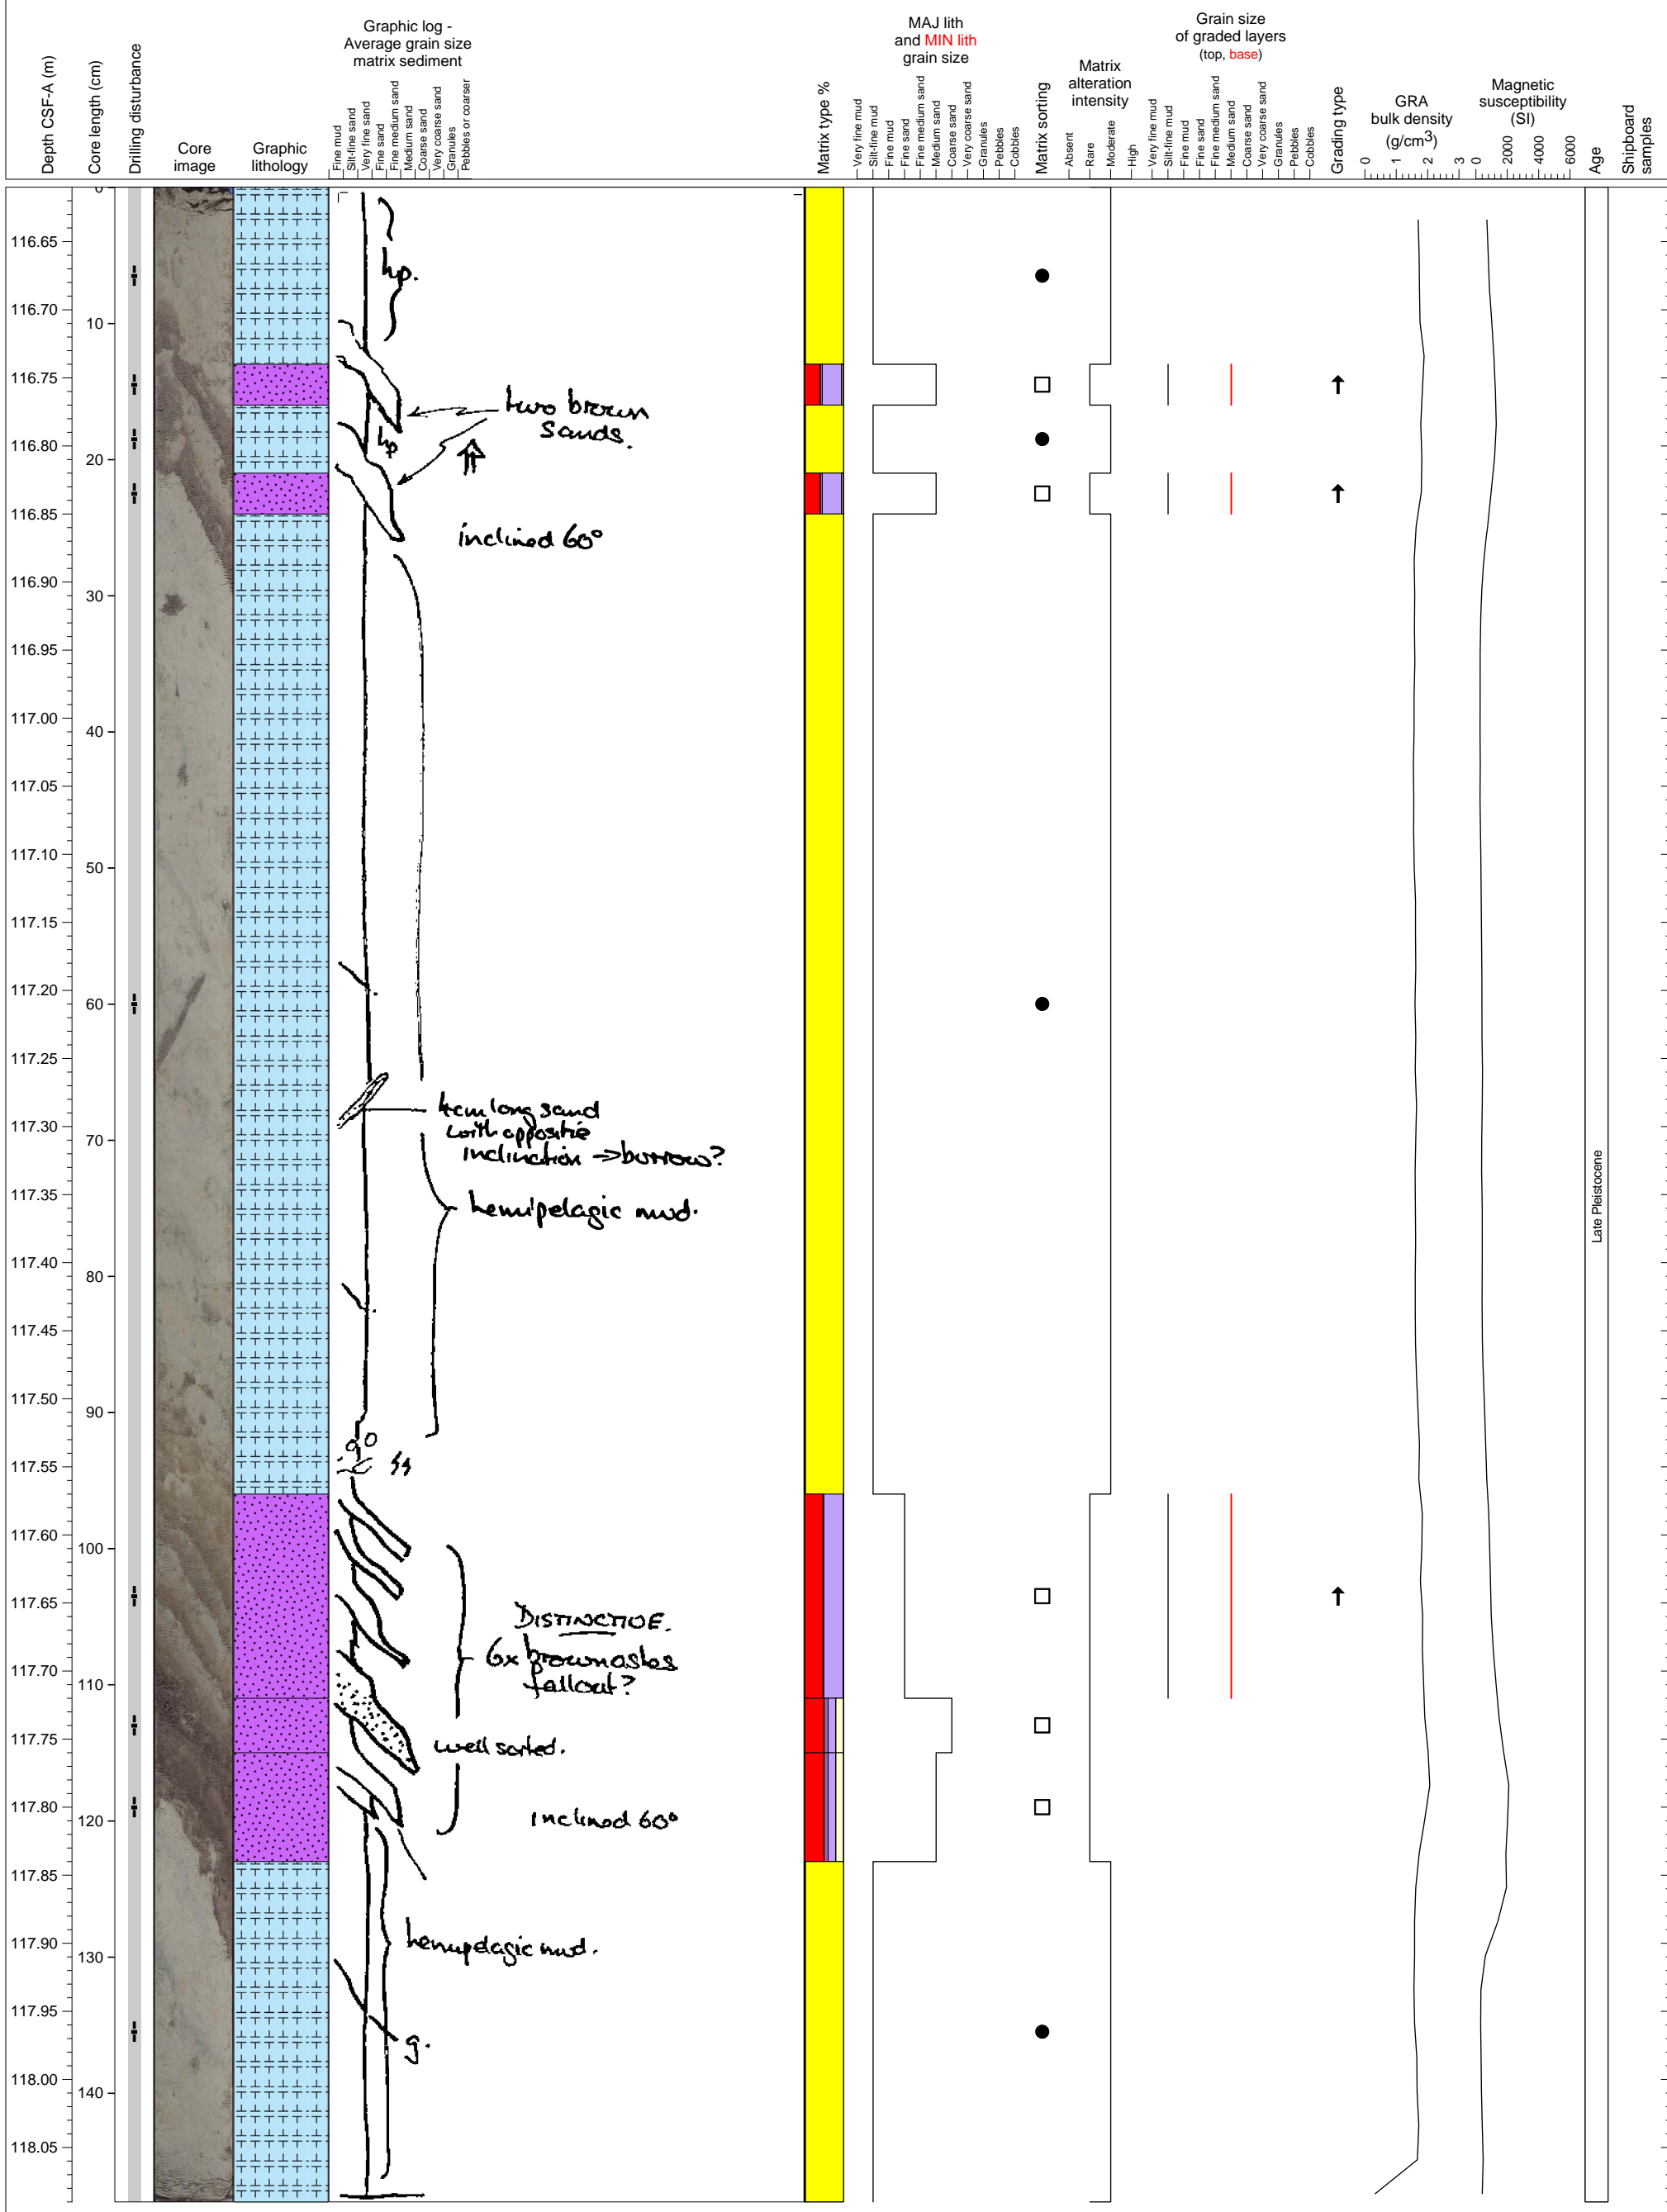 Depth CSF-A (m)
Core length (cm)
Drilling disturbance
Core
image
Graphic
lithology
Graphic log -
Average grain size
matrix sediment
Fine mud
Silt-fine sand
Very fine sand
Fine sand
Fine medium sand
Medium sand
Coarse sand
Very coarse sand
Granules
Pebbles or coarser
Matrix type %
MAJ lith
and MIN lith
grain size
Very fine mud
Silt-fine mud
Fine mud
Fine sand
Fine medium sand
Medium sand
Coarse sand
Very coarse sand
Granules
Pebbles
Cobbles
Matrix sorting
Matrix
alteration
intensity
Absent
Rare
Moderate
High
Grain size
of graded layers
(top, base)
Very fine mud
Silt-fine mud
Fine mud
Fine sand
Fine medium sand
Medium sand
Coarse sand
Very coarse sand
Granules
Pebbles
Cobbles
Grading type
GRA
bulk density
(g/cm3)
0 1 2 3
Magnetic
susceptibility
(SI)
0 2000 4000 6000
Age
Shipboard
samples
0
116.65
hp.
116.70
10
116.75
two brown
sands.
hp
116.80
20
116.85
inclined 60°
116.90
30
116.95
117.00
40
117.05
117.10
50
117.15
117.20
60
117.25
4cm long sand
with oppositie
inclination → burrow?
117.30
70
117.35
hemipelagic mud.
Late Pleistocene
117.40
80
117.45
117.50
90
117.55
117.60
100
117.65
DISTINCTIVE.
6x brown ashes
fallout?
117.70
110
117.75
well sorted.
117.80
120
Inclined 60°
117.85
117.90
130
hemipelagic mud.
117.95
g.
118.00
140
118.05